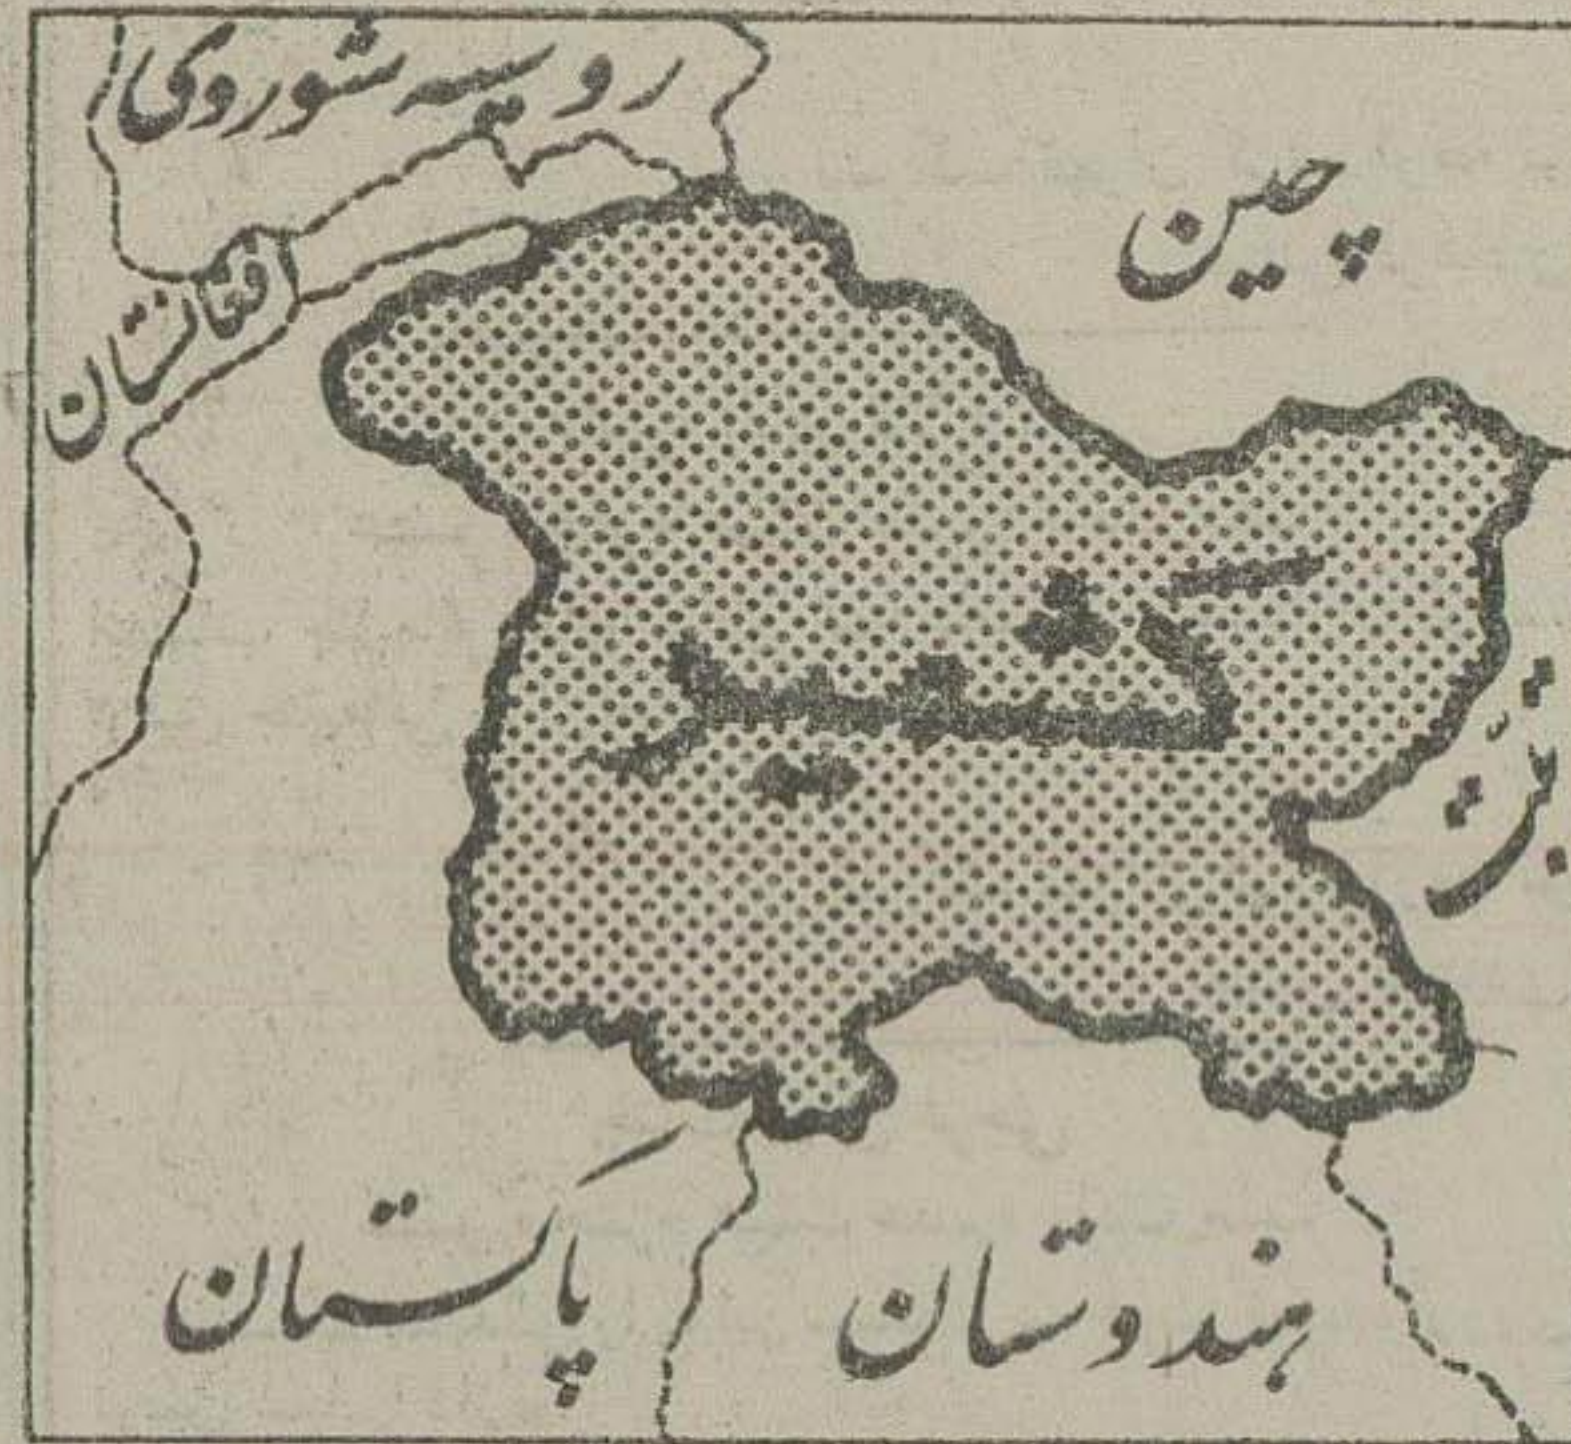 روسیه شوروی
چین
افغانستان
کشمیر
تبت
پاکستان
هندوستان